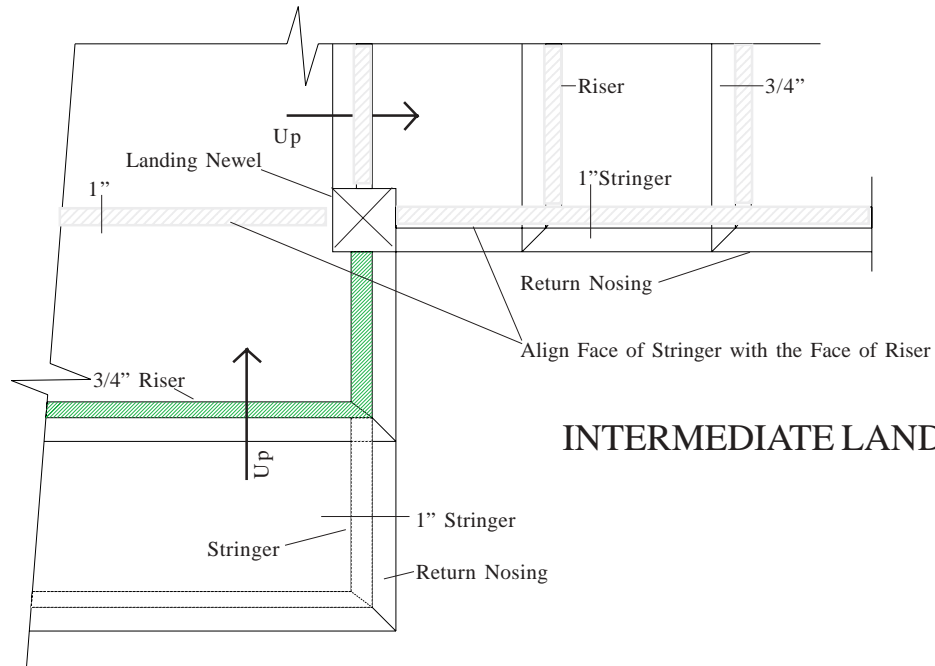 Riser
3/4”
Up
Landing Newel
1”
1”Stringer
Return Nosing
Align Face of Stringer with the Face of Riser
3/4” Riser
INTERMEDIATE LAND
Up
1” Stringer
Stringer
Return Nosing